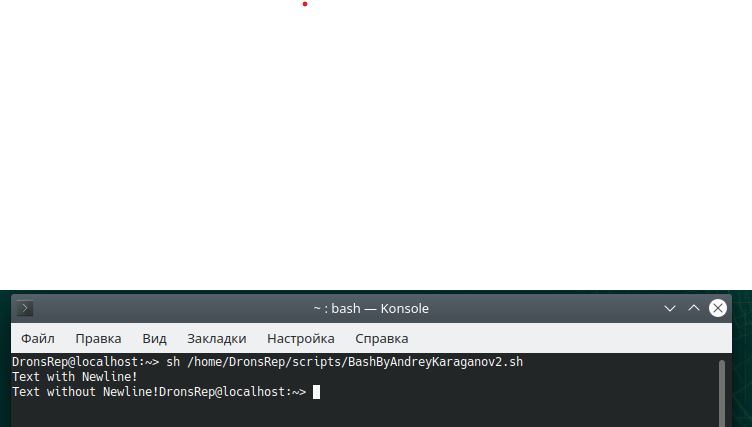 ~ : bash — Konsole
Файл Правка Вид Закладки Настройка Справка
DronsRep@localhost:~> sh /home/DronsRep/scripts/BashByAndreyKaraganov2.sh
Text with Newline!
Text without Newline!DronsRep@localhost:~>